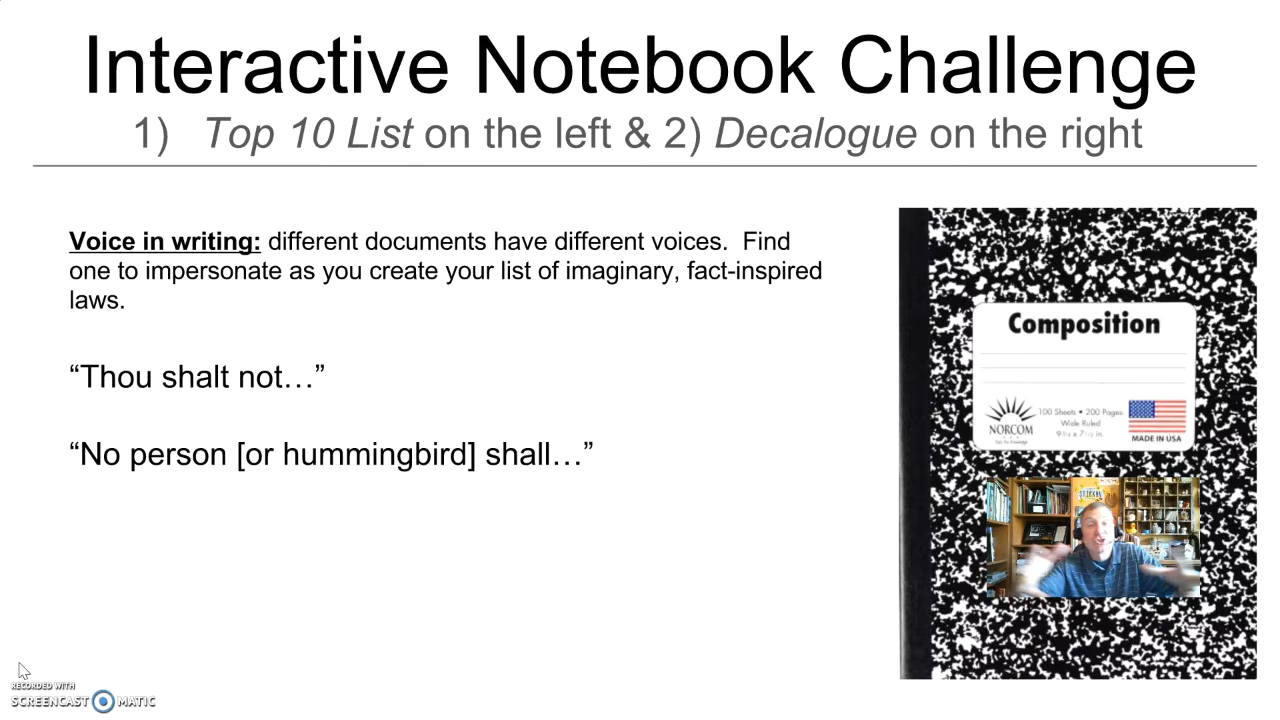 Interactive Notebook Challenge
1) Top 10 List on the left & 2) Decalogue on the right
Voice in writing: different documents have different voices. Find
one to impersonate as you create your list of imaginary, fact-inspired
laws.
“Thou shalt not…”
“No person [or hummingbird] shall…”
Composition
100 Sheets • 200 Pages
Wide Ruled
NORCOM
MADE IN USA
RECORDED WITH
SCREENCAST MATIC